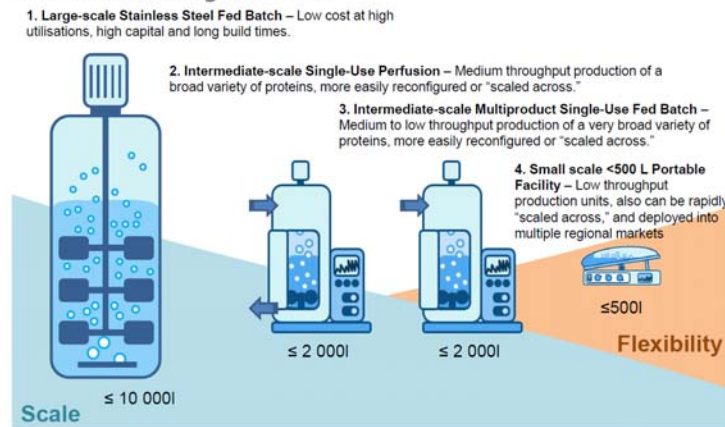 1. Large-scale Stainless Steel Fed Batch – Low cost at high
utilisations, high capital and long build times.
2. Intermediate-scale Single-Use Perfusion – Medium throughput production of a
broad variety of proteins, more easily reconfigured or “scaled across.”
3. Intermediate-scale Multiproduct Single-Use Fed Batch –
Medium to low throughput production of a very broad variety of
proteins, more easily reconfigured or “scaled across.”
4. Small scale <500 L Portable
Facility – Low throughput
production units, also can be rapidly
“scaled across,” and deployed into
multiple regional markets
≤500l
Flexibility
≤ 2 000l
≤ 2 000l
≤ 10 000l
Scale